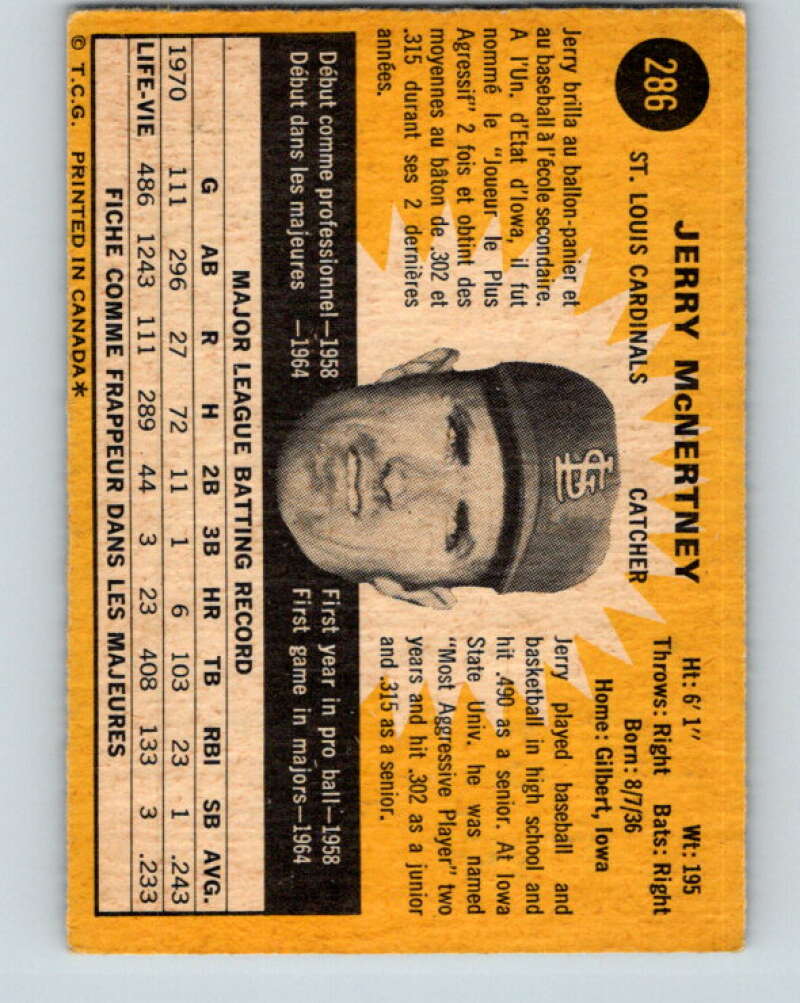 286
JERRY McNERTNEY
ST. LOUIS CARDINALS CATCHER
Ht: 6'1" Wt: 195
Throws: Right Bats: Right
Born: 8/7/36
Home: Gilbert, Iowa
Jerry brilla au ballon-panier et
au baseball à l'école secondaire.
A l'Un. d'Etat d'Iowa, il fut
nommé le "Joueur le Plus
Agressif" 2 fois et obtint des
moyennes au bâton de .302 et
.315 durant ses 2 dernières
années.
Jerry played baseball and
basketball in high school and
hit .490 as a senior. At Iowa
State Univ. he was named
"Most Aggressive Player" two
years and hit .302 as a junior
and .315 as a senior.
STL
Début comme professionnel—1958
Début dans les majeures —1964
First year in pro ball—1958
First game in majors—1964
MAJOR LEAGUE BATTING RECORD
G AB R H 2B 3B HR TB RBI SB AVG.
1970 111 296 27 72 11 1 6 103 23 1 .243
LIFE-VIE 486 1243 111 289 44 3 23 408 133 3 .233
FICHE COMME FRAPPEUR DANS LES MAJEURES
© T.C.G. PRINTED IN CANADA*